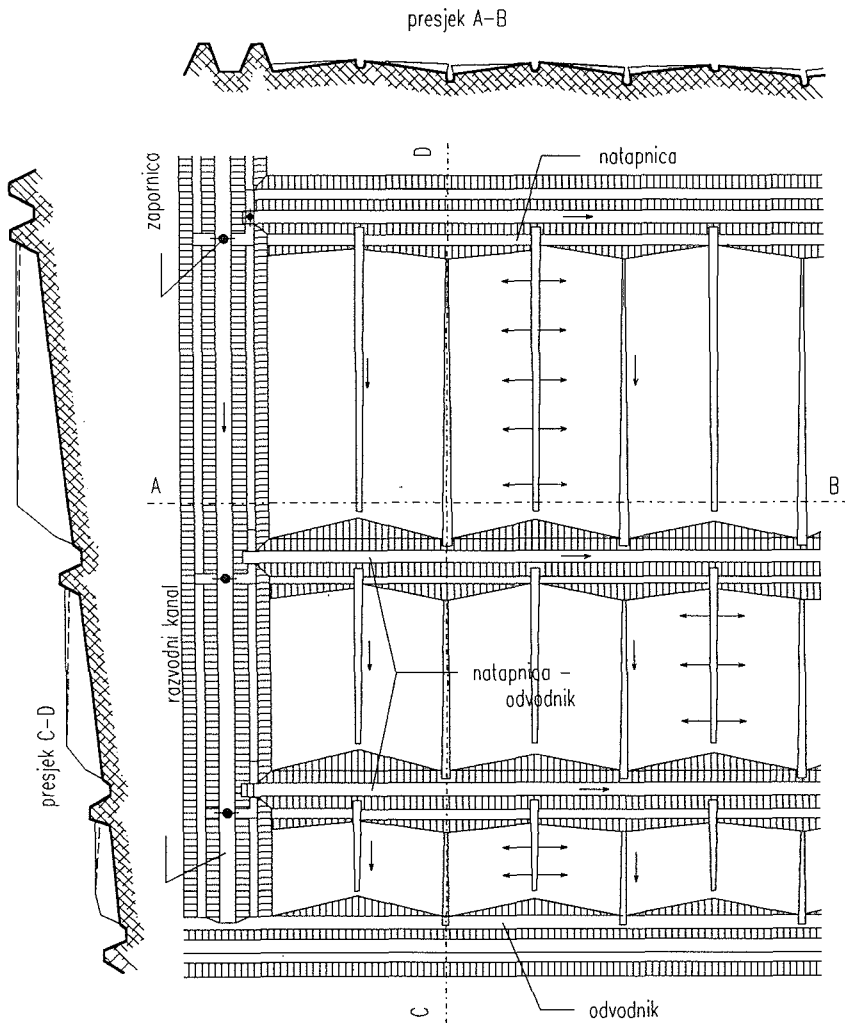 presjek A-B
D
natapnica
zapornica
A
B
razvodni kanal
natapnica -
odvodnik
presjek C-D
C
odvodnik